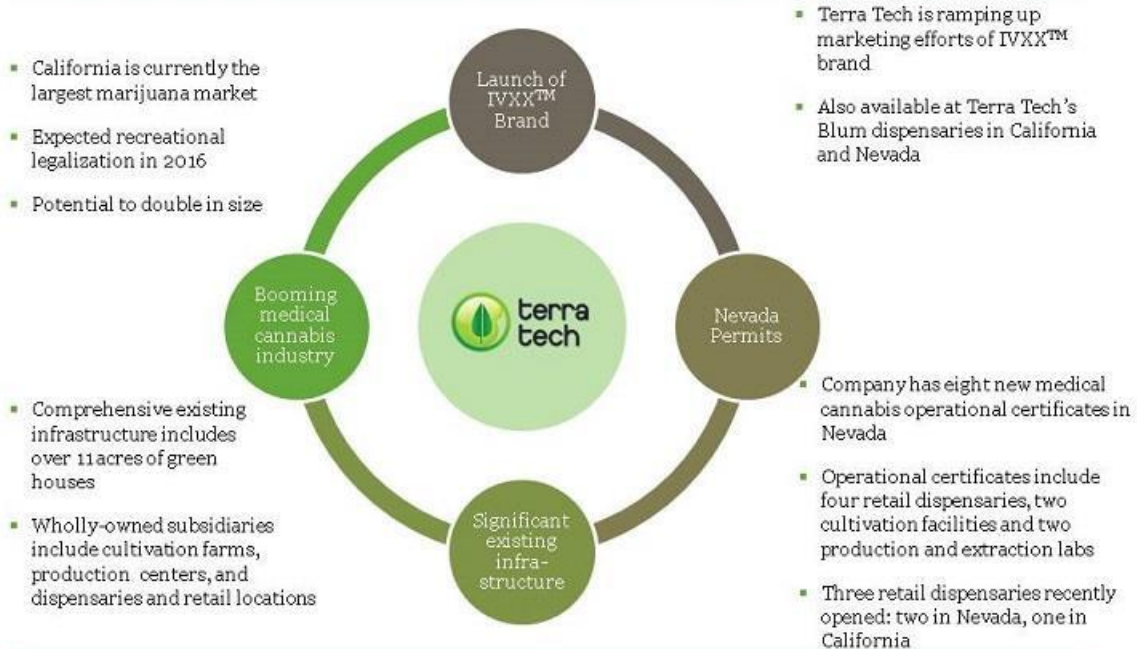 ▪ California is currently the
largest marijuana market
▪ Expected recreational
legalization in 2016
▪ Potential to double in size
Launch of
IVXX™
Brand
▪ Terra Tech is ramping up
marketing efforts of IVXX™
brand
▪ Also available at Terra Tech's
Blum dispensaries in California
and Nevada
Booming
medical
cannabis
industry
terra
tech
Nevada
Permits
▪ Comprehensive existing
infrastructure includes
over 11acres of green
houses
▪ Wholly-owned subsidiaries
include cultivation farms,
production centers, and
dispensaries and retail locations
Significant
existing
infra-
structure
▪ Company has eight new medical
cannabis operational certificates in
Nevada
▪ Operational certificates include
four retail dispensaries, two
cultivation facilities and two
production and extraction labs
▪ Three retail dispensaries recently
opened: two in Nevada, one in
California